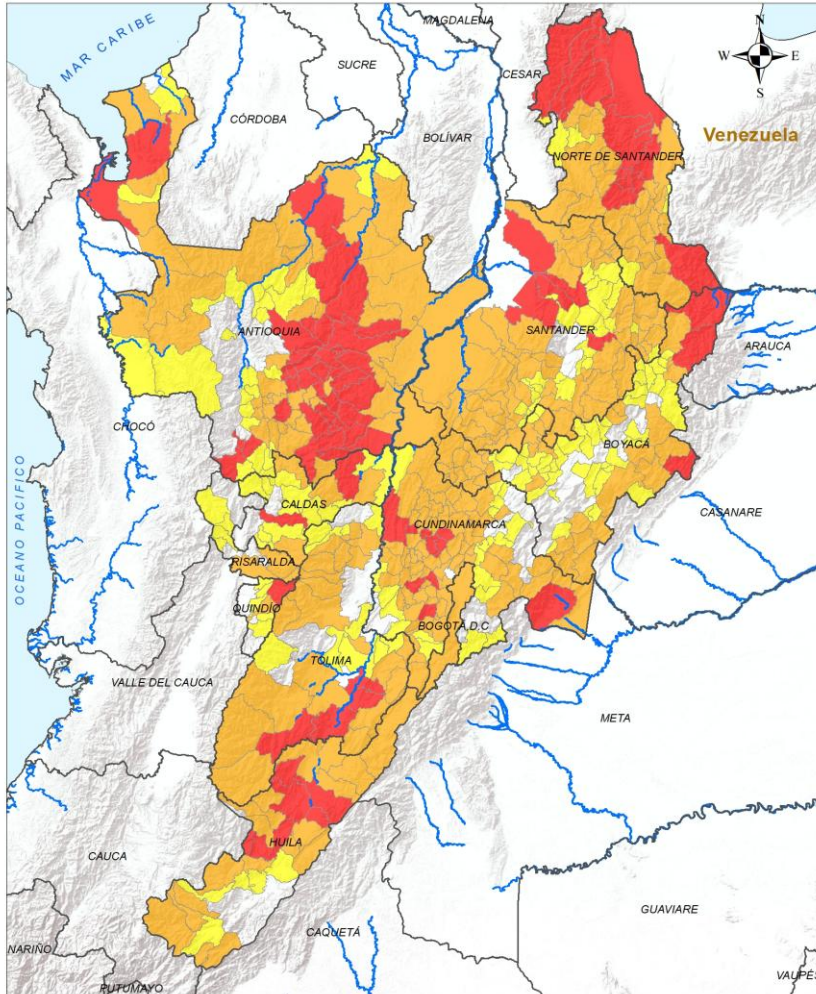 MAGDALENA
MAR CARIBE
N
W E
S
SUCRE
CESAR
CÓRDOBA
BOLÍVAR
Venezuela
NORTE DE SANTANDER
ANTIOQUIA
SANTANDER
ARAUCA
CHOCÓ
BOYACÁ
OCEANO PACIFICO
CALDAS
CUNDINAMARCA
CASANARE
RISARALDA
QUINDÍO
BOGOTÁ D.C
TOLIMA
VALLE DEL CAUCA
META
HUILA
CAUCA
GUAVIARE
CAQUETÁ
NARIÑO
PUTUMAYO
VAUPÉS